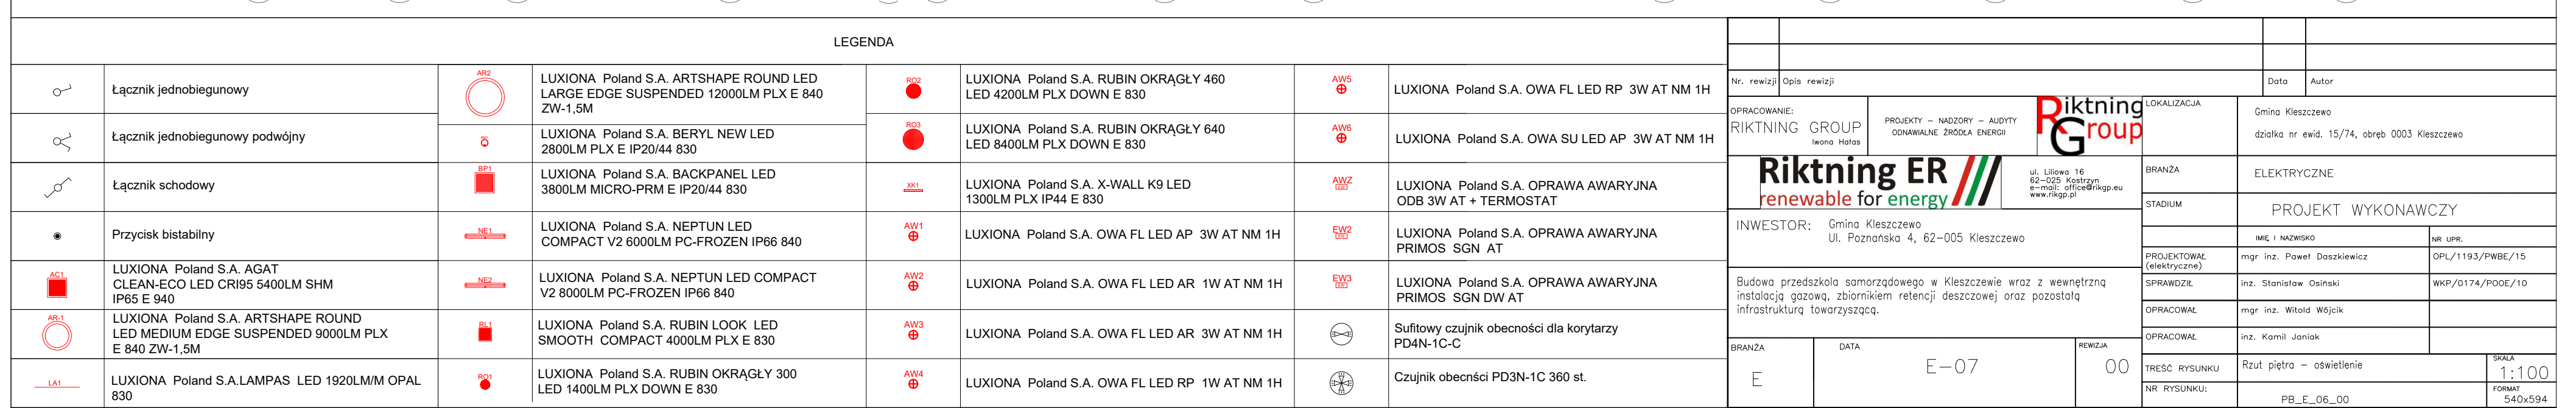 LEGENDA
Łącznik jednobiegunowy
Łącznik jednobiegunowy podwójny
Łącznik schodowy
Przycisk bistabilny
AC1
LUXIONA Poland S.A. AGAT
CLEAN-ECO LED CRI95 5400LM SHM
IP65 E 940
AR-1
LUXIONA Poland S.A. ARTSHAPE ROUND
LED MEDIUM EDGE SUSPENDED 9000LM PLX
E 840 ZW-1,5M
LA1
LUXIONA Poland S.A.LAMPAS LED 1920LM/M OPAL
830
AR2
LUXIONA Poland S.A. ARTSHAPE ROUND LED
LARGE EDGE SUSPENDED 12000LM PLX E 840
ZW-1,5M
LUXIONA Poland S.A. BERYL NEW LED
2800LM PLX E IP20/44 830
BP1
LUXIONA Poland S.A. BACKPANEL LED
3800LM MICRO-PRM E IP20/44 830
NE1
LUXIONA Poland S.A. NEPTUN LED
COMPACT V2 6000LM PC-FROZEN IP66 840
NE2
LUXIONA Poland S.A. NEPTUN LED COMPACT
V2 8000LM PC-FROZEN IP66 840
RL1
LUXIONA Poland S.A. RUBIN LOOK LED
SMOOTH COMPACT 4000LM PLX E 830
RO1
LUXIONA Poland S.A. RUBIN OKRĄGŁY 300
LED 1400LM PLX DOWN E 830
RO2
LUXIONA Poland S.A. RUBIN OKRĄGŁY 460
LED 4200LM PLX DOWN E 830
RO3
LUXIONA Poland S.A. RUBIN OKRĄGŁY 640
LED 8400LM PLX DOWN E 830
XK1
LUXIONA Poland S.A. X-WALL K9 LED
1300LM PLX IP44 E 830
AW1
LUXIONA Poland S.A. OWA FL LED AP 3W AT NM 1H
AW2
LUXIONA Poland S.A. OWA FL LED AR 1W AT NM 1H
AW3
LUXIONA Poland S.A. OWA FL LED AR 3W AT NM 1H
AW4
LUXIONA Poland S.A. OWA FL LED RP 1W AT NM 1H
AW5
LUXIONA Poland S.A. OWA FL LED RP 3W AT NM 1H
AW6
LUXIONA Poland S.A. OWA SU LED AP 3W AT NM 1H
AWZ
LUXIONA Poland S.A. OPRAWA AWARYJNA
ODB 3W AT + TERMOSTAT
EW2
LUXIONA Poland S.A. OPRAWA AWARYJNA
PRIMOS SGN AT
EW3
LUXIONA Poland S.A. OPRAWA AWARYJNA
PRIMOS SGN DW AT
Sufitowy czujnik obecności dla korytarzy
PD4N-1C-C
Czujnik obecnści PD3N-1C 360 st.
Nr. rewizji Opis rewizji Data Autor
OPRACOWANIE:
RIKTNING GROUP
Iwona Hałas
PROJEKTY – NADZORY – AUDYTY
ODNAWIALNE ŹRÓDŁA ENERGII
Riktning
Group
LOKALIZACJA
Gmina Kleszczewo
działka nr ewid. 15/74, obręb 0003 Kleszczewo
Riktning ER
renewable for energy
ul. Liliowa 16
62-025 Kostrzyn
e-mail: office@rikgp.eu
www.rikgp.pl
BRANŻA
ELEKTRYCZNE
STADIUM
PROJEKT WYKONAWCZY
INWESTOR: Gmina Kleszczewo
Ul. Poznańska 4, 62-005 Kleszczewo
IMIĘ I NAZWISKO NR UPR.
PROJEKTOWAŁ
(elektryczne)
mgr inż. Paweł Daszkiewicz OPL/1193/PWBE/15
SPRAWDZIŁ inż. Stanisław Osiński WKP/0174/POOE/10
OPRACOWAŁ mgr inż. Witold Wójcik
OPRACOWAŁ inż. Kamil Janiak
Budowa przedszkola samorządowego w Kleszczewie wraz z wewnętrzną
instalacją gazową, zbiornikiem retencji deszczowej oraz pozostałą
infrastrukturą towarzyszącą.
BRANŻA
E
DATA
E-07
REWIZJA
00
TREŚĆ RYSUNKU Rzut piętra – oświetlenie
SKALA
1:100
NR RYSUNKU: PB_E_06_00
FORMAT
540x594